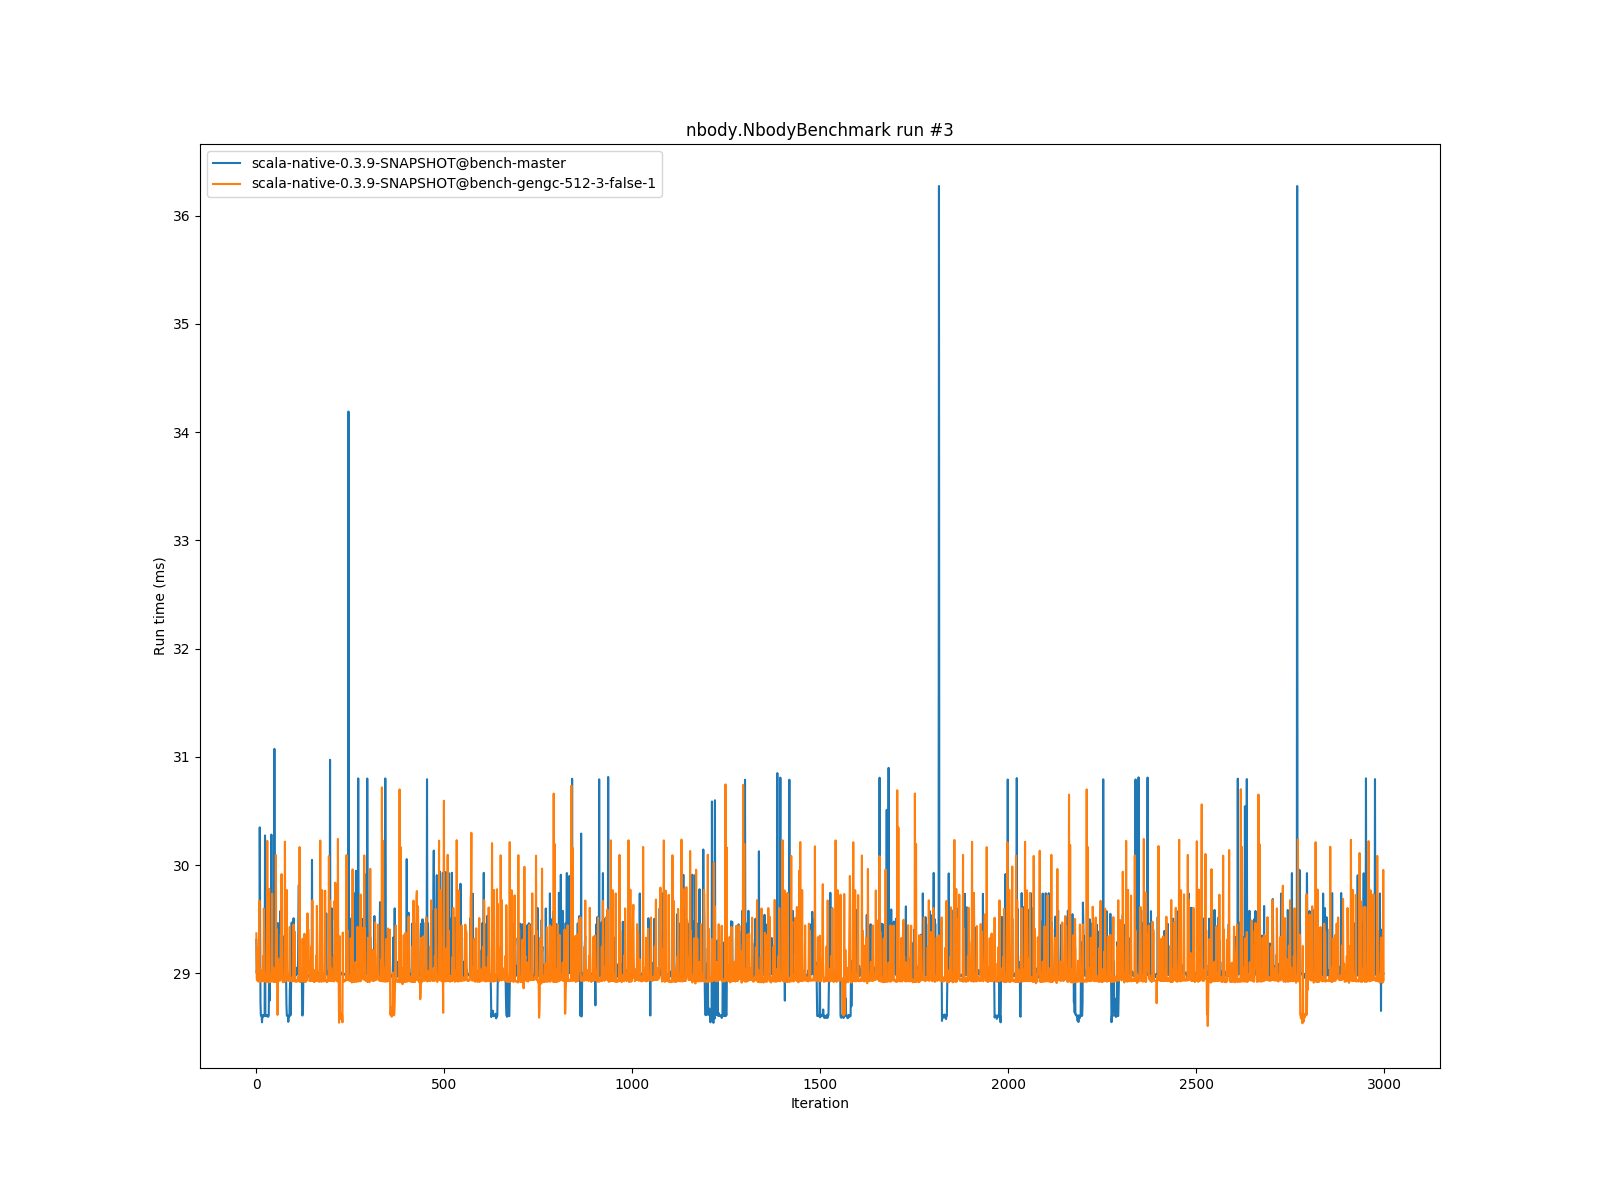 nbody.NbodyBenchmark run #3
scala-native-0.3.9-SNAPSHOT@bench-master
scala-native-0.3.9-SNAPSHOT@bench-gengc-512-3-false-1
36
35
34
33
32
31
30
29
Run time (ms)
0 500 1000 1500 2000 2500 3000
Iteration